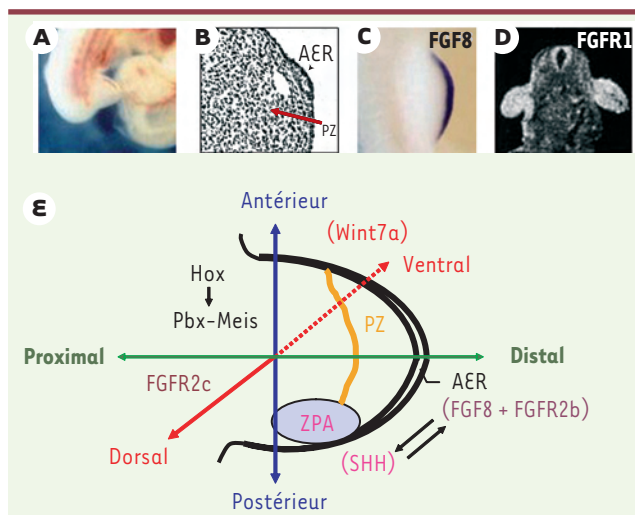 A
B
AER
PZ
C
FGF8
D
FGFR1
E
Antérieur
(Wint7a)
Ventral
Hox
Pbx-Meis
PZ
Proximal
Distal
FGFR2c
AER
(FGF8 + FGFR2b)
ZPA
Dorsal
(SHH)
Postérieur